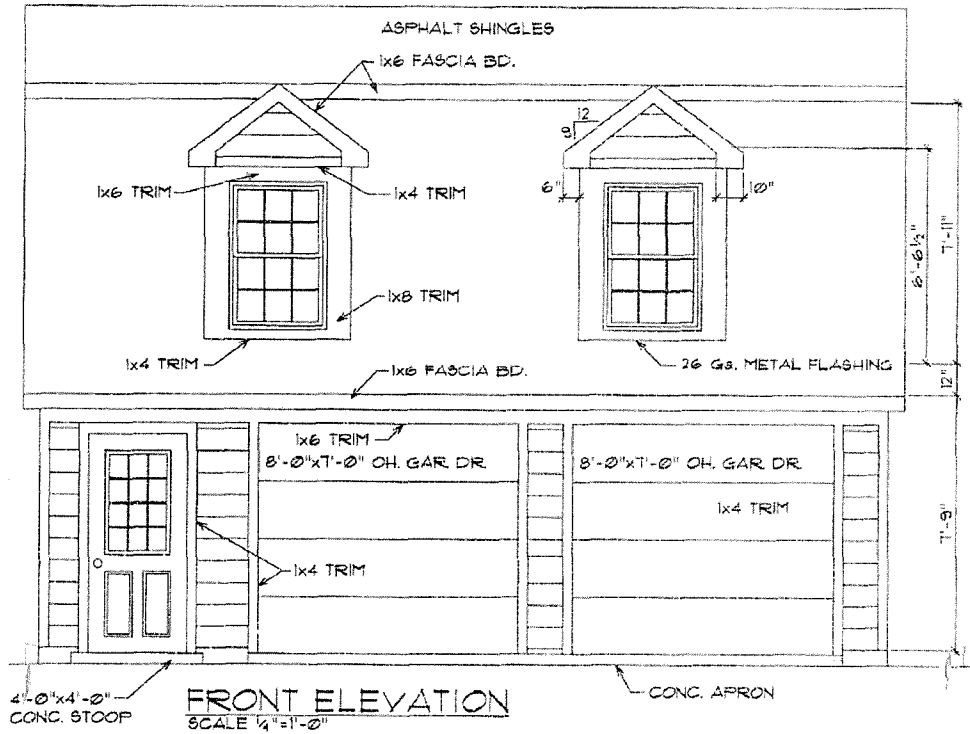 ASPHALT SHINGLES
1x6 FASCIA BD.
12
8
1x6 TRIM
1x4 TRIM
6"
10"
6'-6 1/2"
7'-11"
1x8 TRIM
1x4 TRIM
26 Ga. METAL FLASHING
1x6 FASCIA BD.
12"
1x6 TRIM
8'-0"x7'-0" OH. GAR. DR.
8'-0"x7'-0" OH. GAR. DR.
1x4 TRIM
7'-9"
1x4 TRIM
4'-0"x4'-0"
CONC. STOOP
CONC. APRON
FRONT ELEVATION
SCALE 1/4"=1'-0"